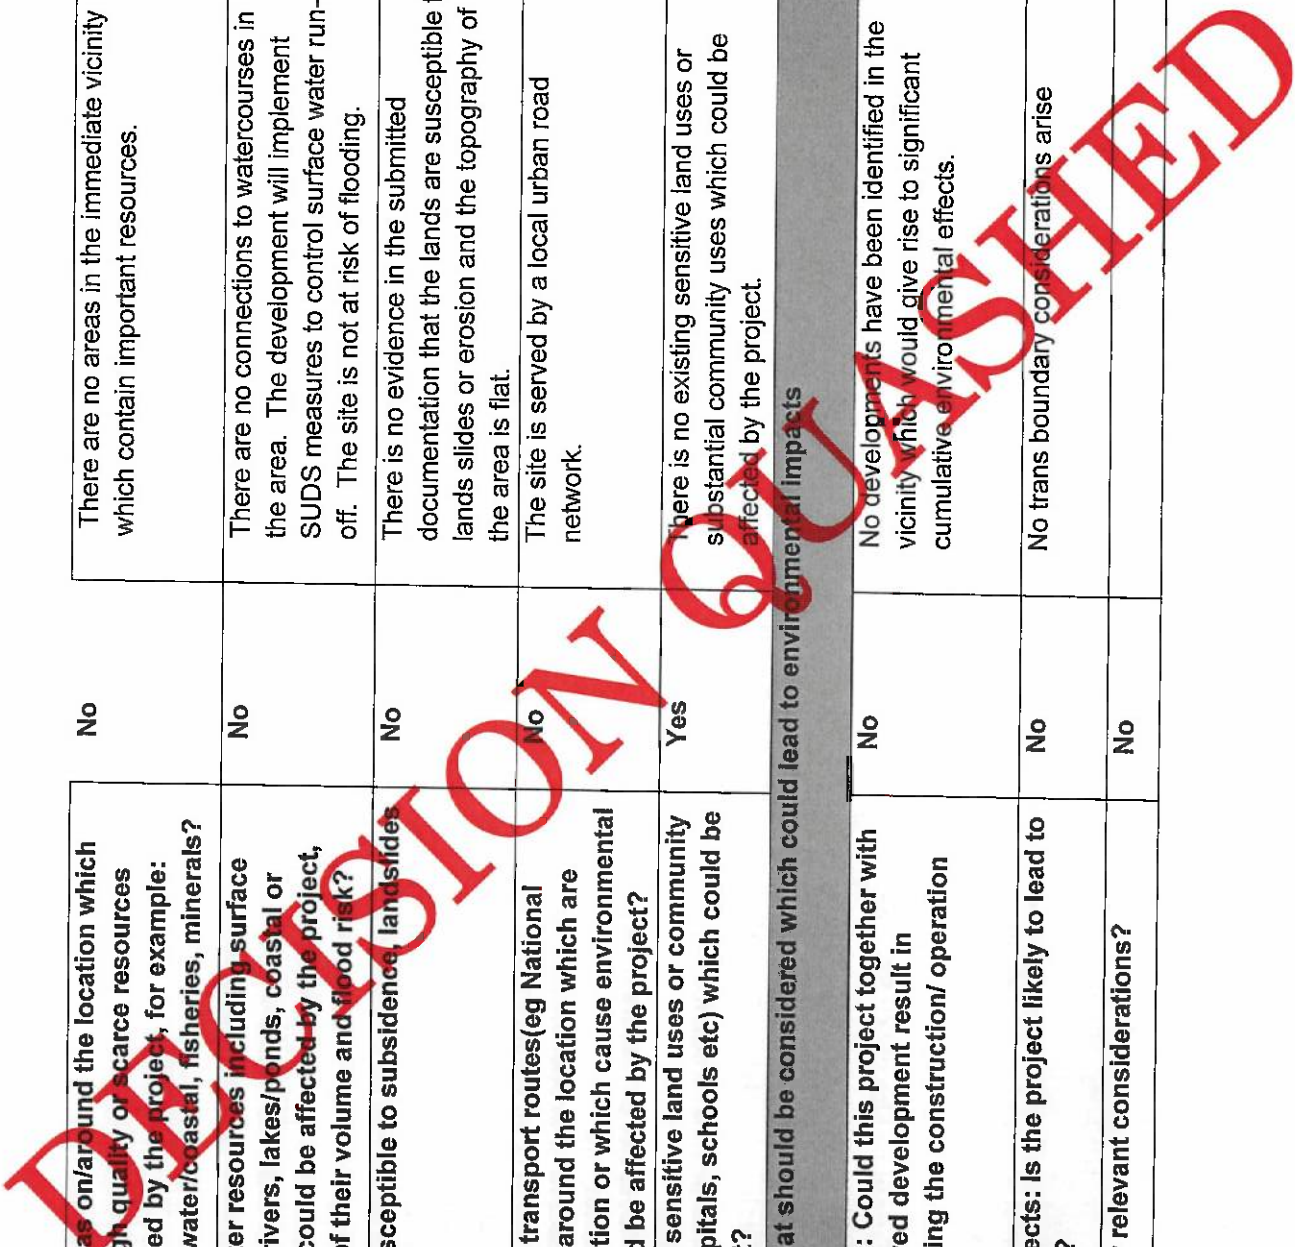 as on/around the location which
gh quality or scarce resources
ed by the project, for example:
water/coastal, fisheries, minerals?
No
There are no areas in the immediate vicinity
which contain important resources.
er resources including surface
ivers, lakes/ponds, coastal or
could be affected by the project,
of their volume and flood risk?
No
There are no connections to watercourses in
the area. The development will implement
SUDS measures to control surface water run-
off. The site is not at risk of flooding.
sceptible to subsidence, landslides
No
There is no evidence in the submitted
documentation that the lands are susceptible t
lands slides or erosion and the topography of
the area is flat.
transport routes(eg National
around the location which are
tion or which cause environmental
d be affected by the project?
No
The site is served by a local urban road
network.
sensitive land uses or community
pitals, schools etc) which could be
t?
Yes
There is no existing sensitive land uses or
substantial community uses which could be
affected by the project.
at should be considered which could lead to environmental impacts
: Could this project together with
ed development result in
ing the construction/ operation
No
No developments have been identified in the
vicinity which would give rise to significant
cumulative environmental effects.
ects: Is the project likely to lead to
?
No
No trans boundary considerations arise
relevant considerations?
No
DECISION QUASHED